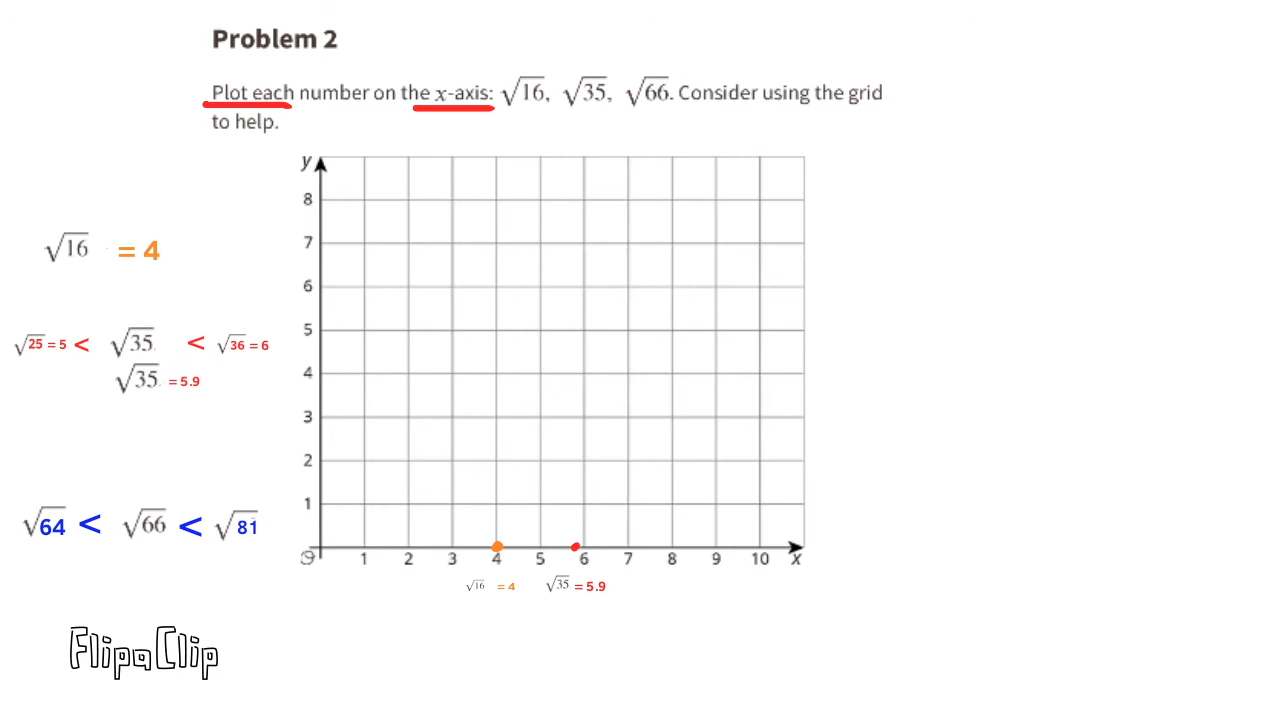 Problem 2
Plot each number on the x-axis: √16, √35, √66. Consider using the grid
to help.
y
8
7
6
5
4
3
2
1
0 1 2 3 4 5 6 7 8 9 10 x
√16 = 4
√25 = 5 < √35 < √36 = 6
√35 = 5.9
√64 < √66 < √81
√16 = 4 √35 = 5.9
FlipaClip